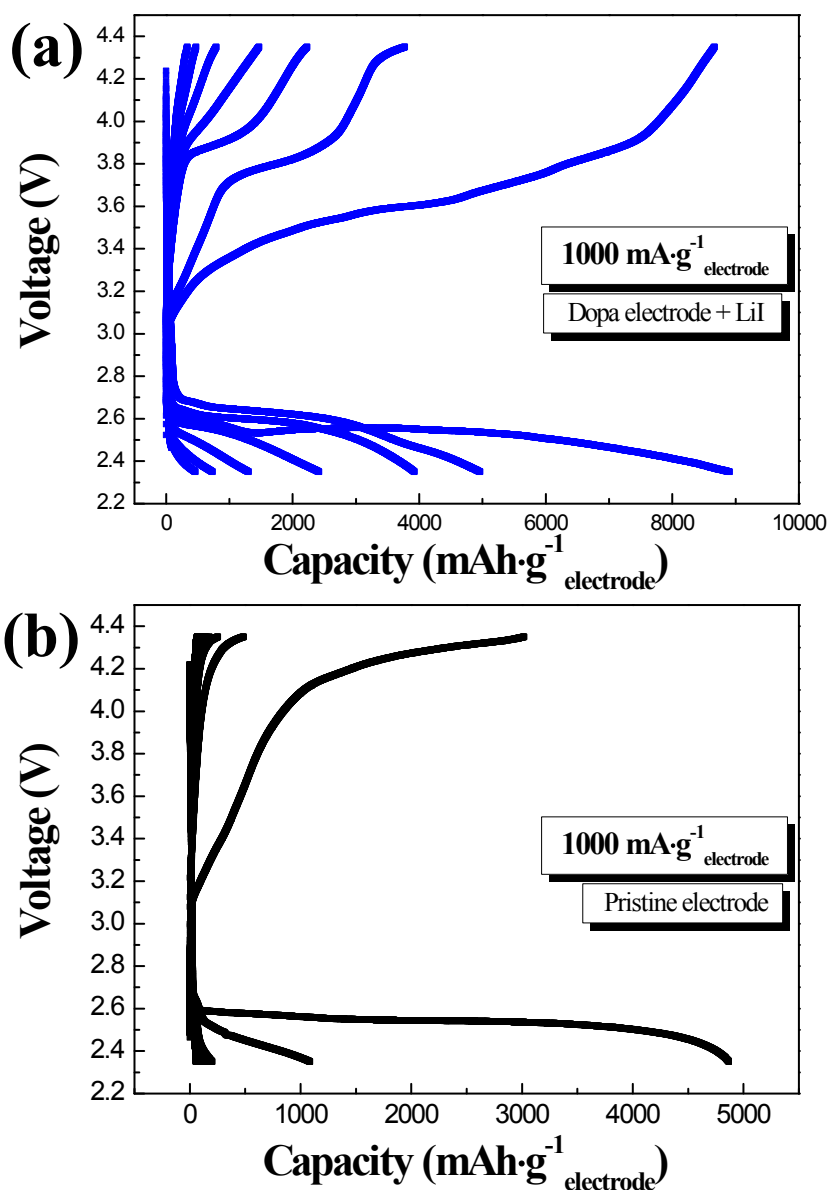 (a)
Voltage (V)
4.4
4.2
4.0
3.8
3.6
3.4
3.2
3.0
2.8
2.6
2.4
2.2
1000 mA·g⁻¹electrode
Dopa electrode + LiI
0 2000 4000 6000 8000 10000
Capacity (mAh·g⁻¹electrode)
(b)
Voltage (V)
4.4
4.2
4.0
3.8
3.6
3.4
3.2
3.0
2.8
2.6
2.4
2.2
1000 mA·g⁻¹electrode
Pristine electrode
0 1000 2000 3000 4000 5000
Capacity (mAh·g⁻¹electrode)